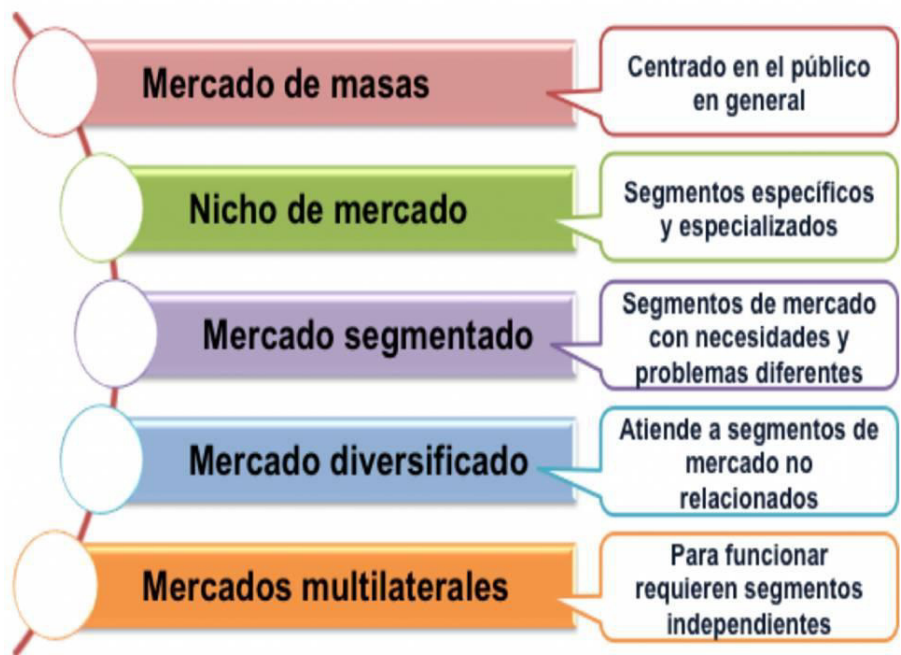 Mercado de masas
Centrado en el público
en general
Nicho de mercado
Segmentos específicos
y especializados
Mercado segmentado
Segmentos de mercado
con necesidades y
problemas diferentes
Mercado diversificado
Atiende a segmentos de
mercado no
relacionados
Mercados multilaterales
Para funcionar
requieren segmentos
independientes